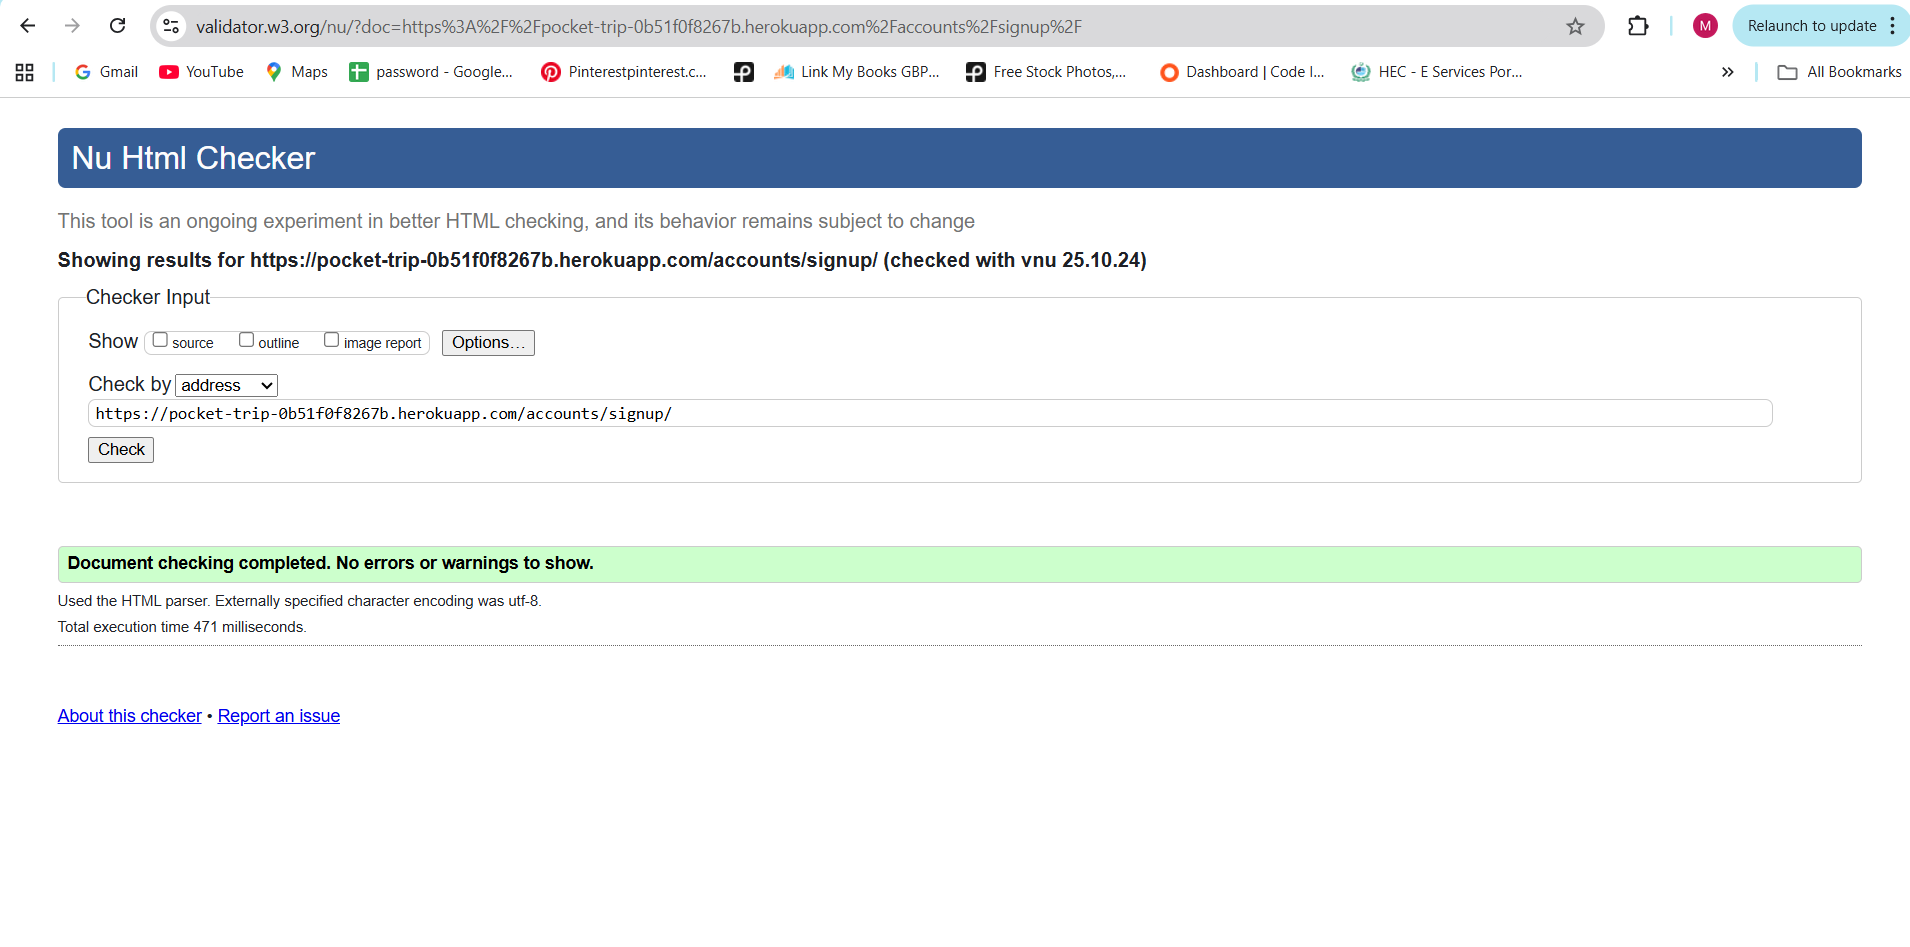 validator.w3.org/nu/?doc=https%3A%2F%2Fpocket-trip-0b51f0f8267b.herokuapp.com%2Faccounts%2Fsignup%2F
M
Relaunch to update
Gmail
YouTube
Maps
password - Google...
Pinterestpinterest.c...
Link My Books GBP...
Free Stock Photos,...
Dashboard | Code I...
HEC - E Services Por...
»
All Bookmarks
Nu Html Checker
This tool is an ongoing experiment in better HTML checking, and its behavior remains subject to change
Showing results for https://pocket-trip-0b51f0f8267b.herokuapp.com/accounts/signup/ (checked with vnu 25.10.24)
Checker Input
Show source outline image report Options...
Check by address
https://pocket-trip-0b51f0f8267b.herokuapp.com/accounts/signup/
Check
Document checking completed. No errors or warnings to show.
Used the HTML parser. Externally specified character encoding was utf-8.
Total execution time 471 milliseconds.
About this checker • Report an issue